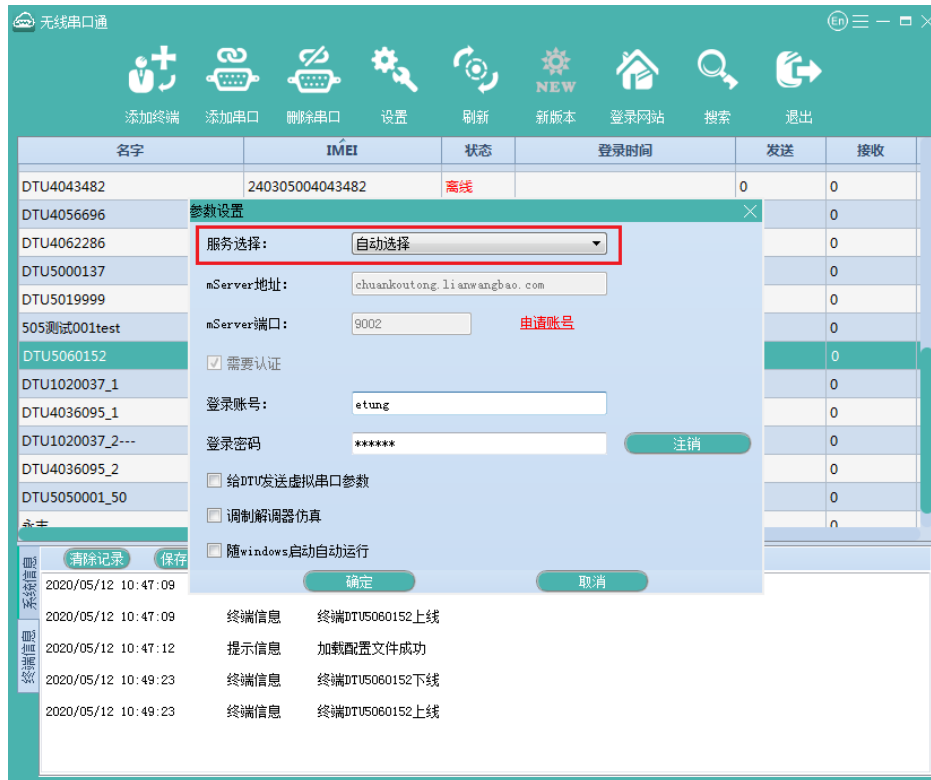 无线串口通 En
添加终端 添加串口 删除串口 设置 刷新 NEW 新版本 登录网站 搜索 退出
名字 IMEI 状态 登录时间 发送 接收
DTU4043482 240305004043482 离线 0 0
DTU4056696 0
DTU4062286 0
DTU5000137 0
DTU5019999 0
505测试001test 0
DTU5060152 0
DTU1020037_1 0
DTU4036095_1 0
DTU1020037_2--- 0
DTU4036095_2 0
DTU5050001_50 0
永丰 0
参数设置
服务选择: 自动选择
mServer地址: chuankoutong.lianwangbao.com
mServer端口: 9002 申请账号
需要认证
登录账号: etung
登录密码 ****** 注销
给DTU发送虚拟串口参数
调制解调器仿真
随windows启动自动运行
确定 取消
系统信息
终端信息
清除记录 保存
2020/05/12 10:47:09
2020/05/12 10:47:09 终端信息 终端DTU5060152上线
2020/05/12 10:47:12 提示信息 加载配置文件成功
2020/05/12 10:49:23 终端信息 终端DTU5060152下线
2020/05/12 10:49:23 终端信息 终端DTU5060152上线